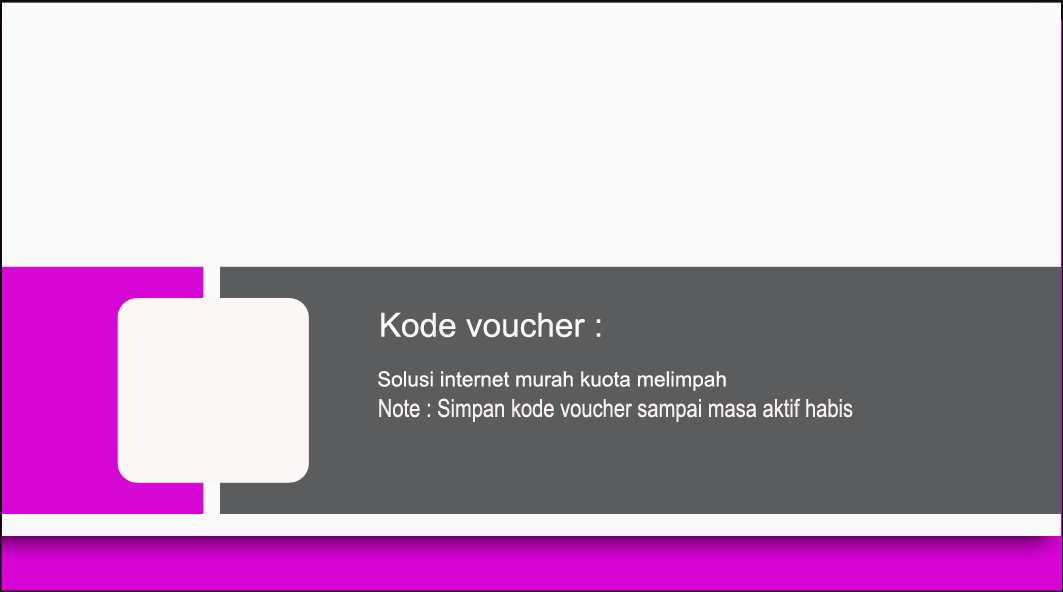 Kode voucher :
Solusi internet murah kuota melimpah
Note : Simpan kode voucher sampai masa aktif habis